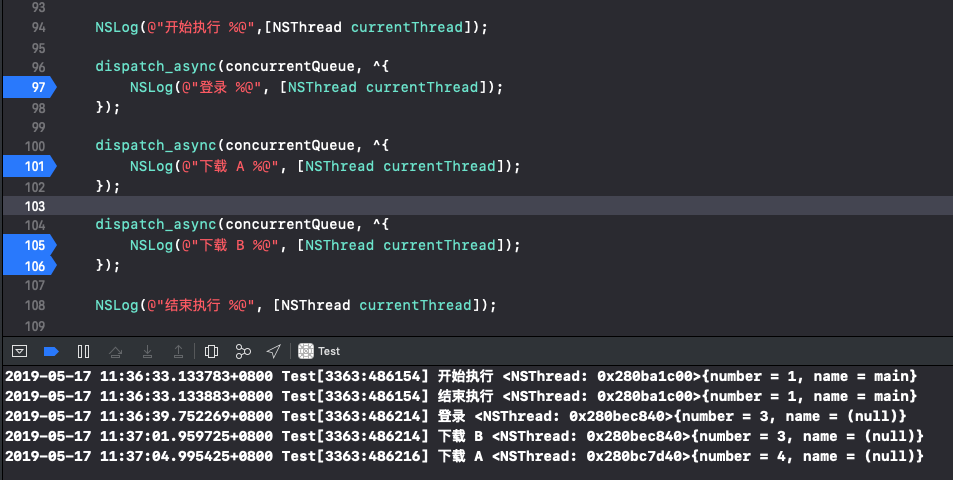 93
94 NSLog(@"开始执行 %@",[NSThread currentThread]);
95
96 dispatch_async(concurrentQueue, ^{
97 NSLog(@"登录 %@", [NSThread currentThread]);
98 });
99
100 dispatch_async(concurrentQueue, ^{
101 NSLog(@"下载 A %@", [NSThread currentThread]);
102 });
103
104 dispatch_async(concurrentQueue, ^{
105 NSLog(@"下载 B %@", [NSThread currentThread]);
106 });
107
108 NSLog(@"结束执行 %@", [NSThread currentThread]);
109
Test
2019-05-17 11:36:33.133783+0800 Test[3363:486154] 开始执行 <NSThread: 0x280ba1c00>{number = 1, name = main}
2019-05-17 11:36:33.133883+0800 Test[3363:486154] 结束执行 <NSThread: 0x280ba1c00>{number = 1, name = main}
2019-05-17 11:36:39.752269+0800 Test[3363:486214] 登录 <NSThread: 0x280bec840>{number = 3, name = (null)}
2019-05-17 11:37:01.959725+0800 Test[3363:486214] 下载 B <NSThread: 0x280bec840>{number = 3, name = (null)}
2019-05-17 11:37:04.995425+0800 Test[3363:486216] 下载 A <NSThread: 0x280bc7d40>{number = 4, name = (null)}